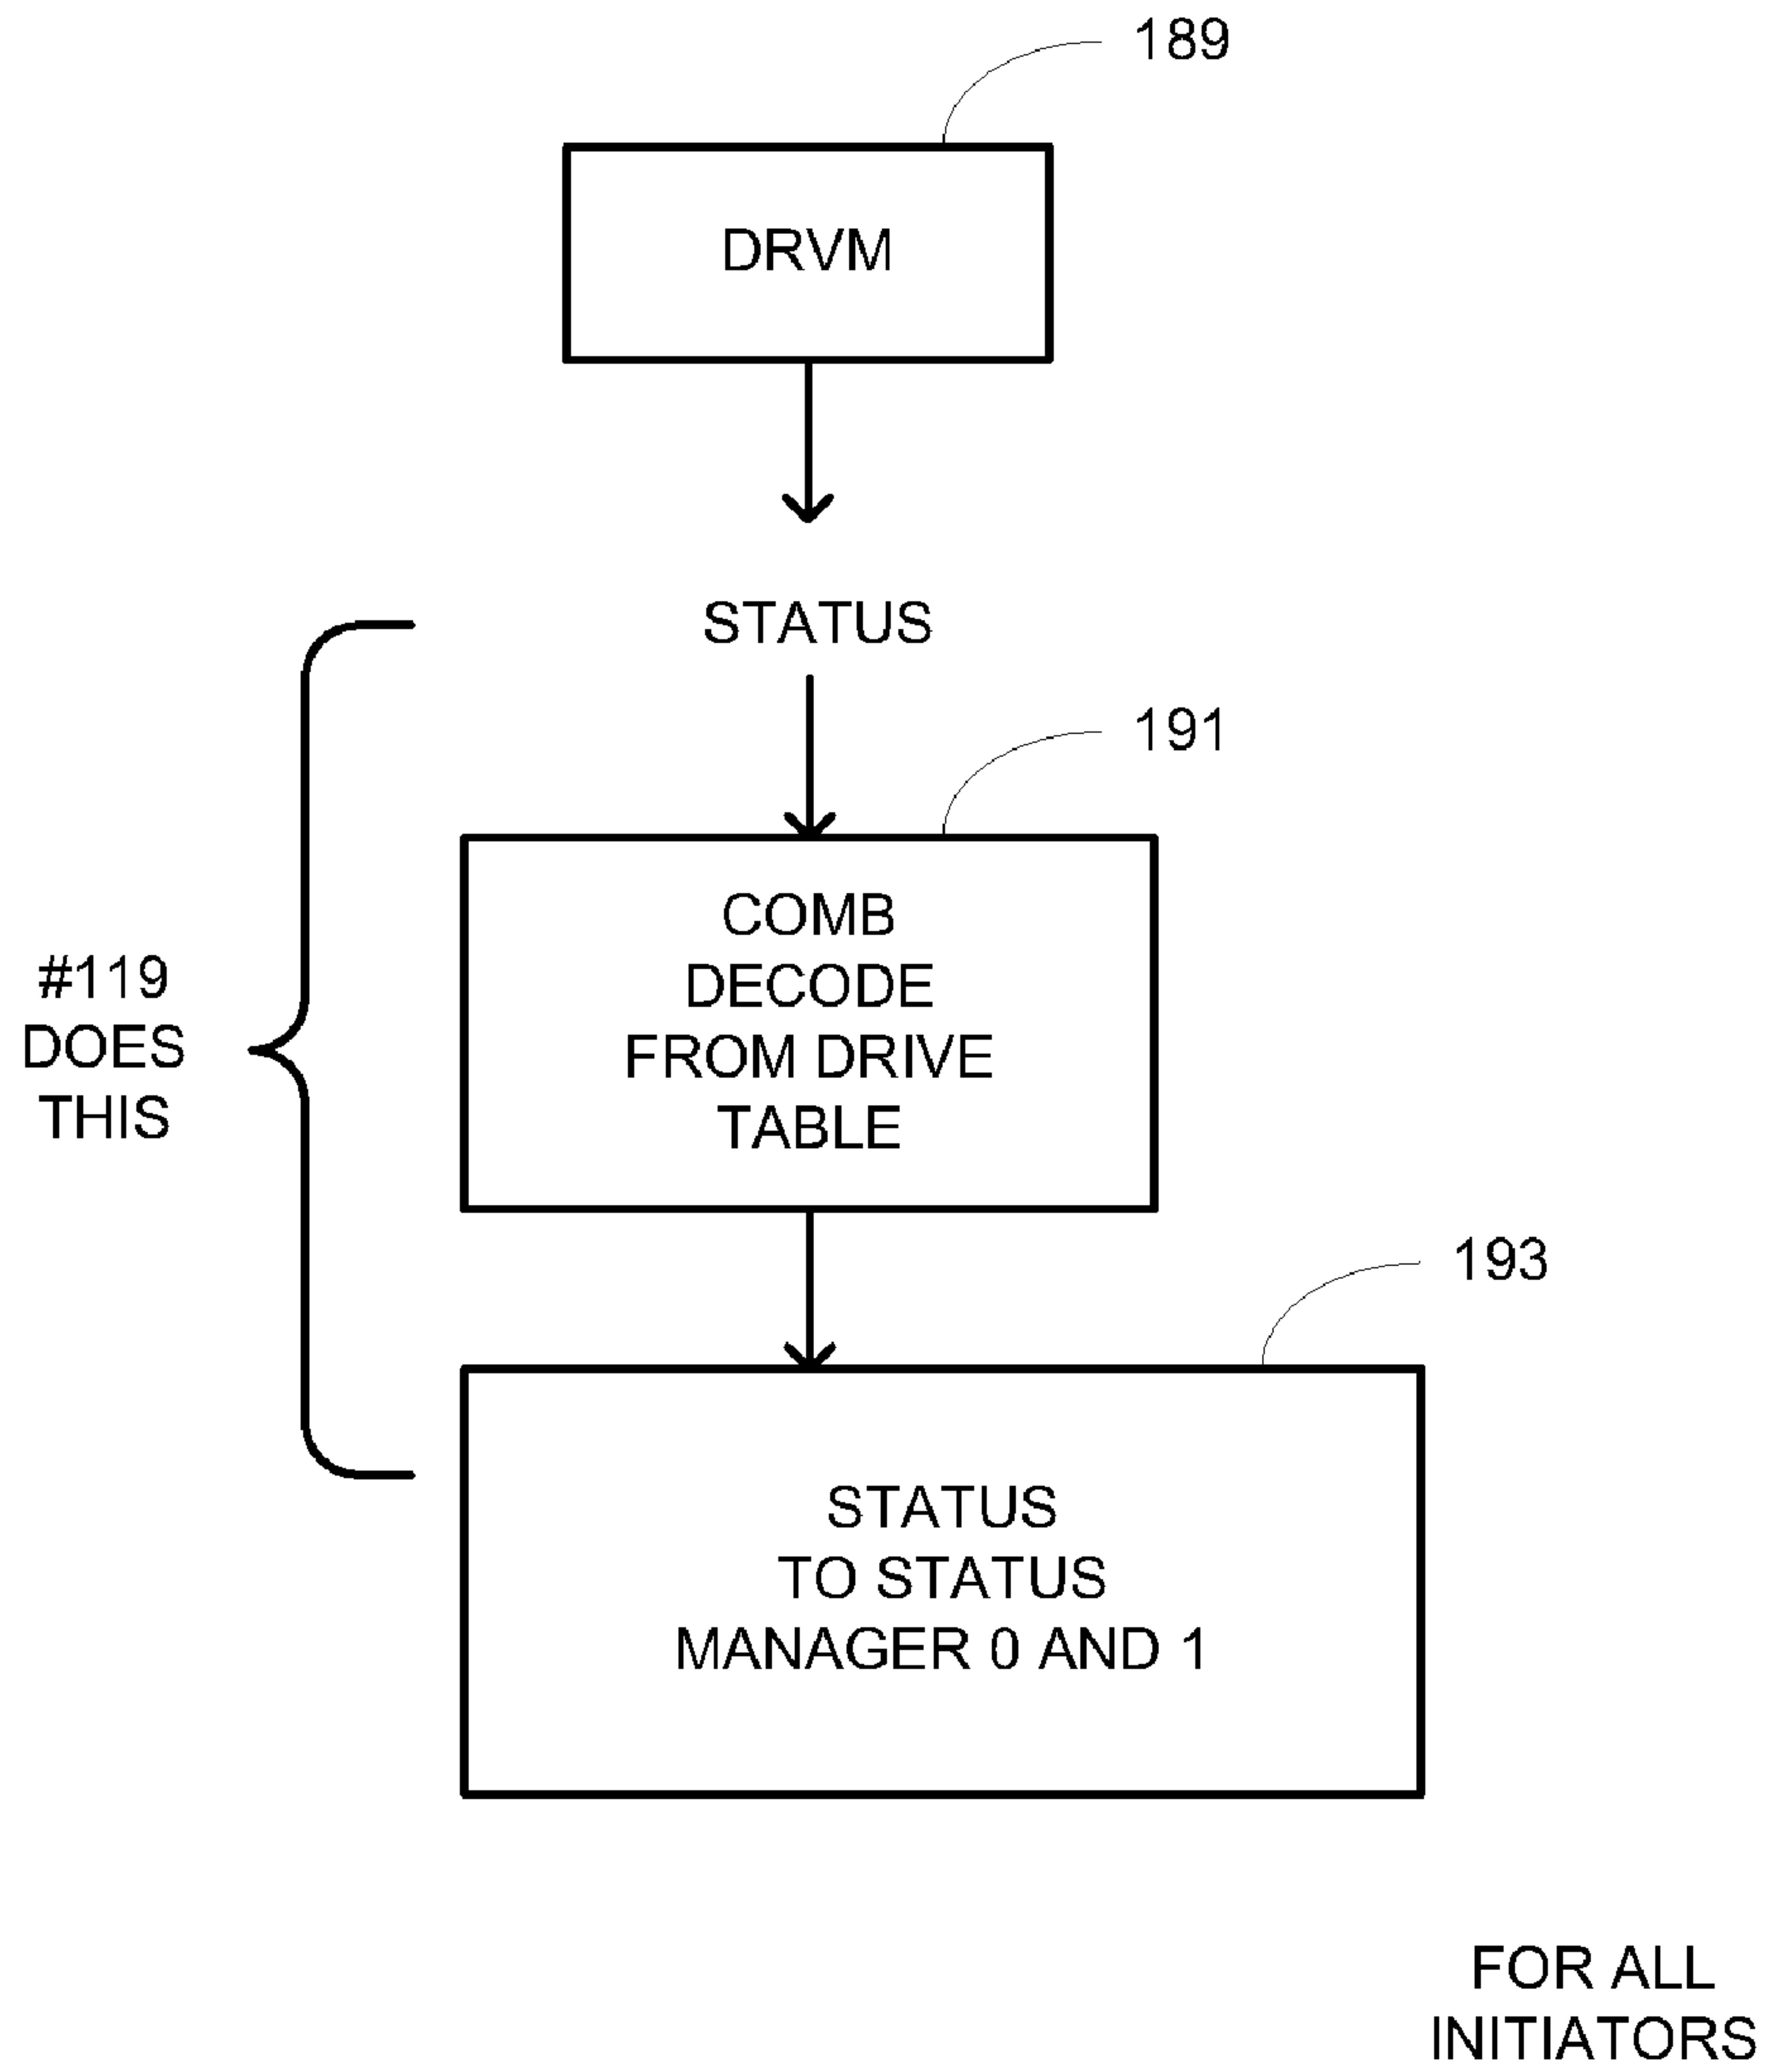 189
DRVM
STATUS
191
COMB
DECODE
FROM DRIVE
TABLE
#119
DOES
THIS
193
STATUS
TO STATUS
MANAGER 0 AND 1
FOR ALL
INITIATORS